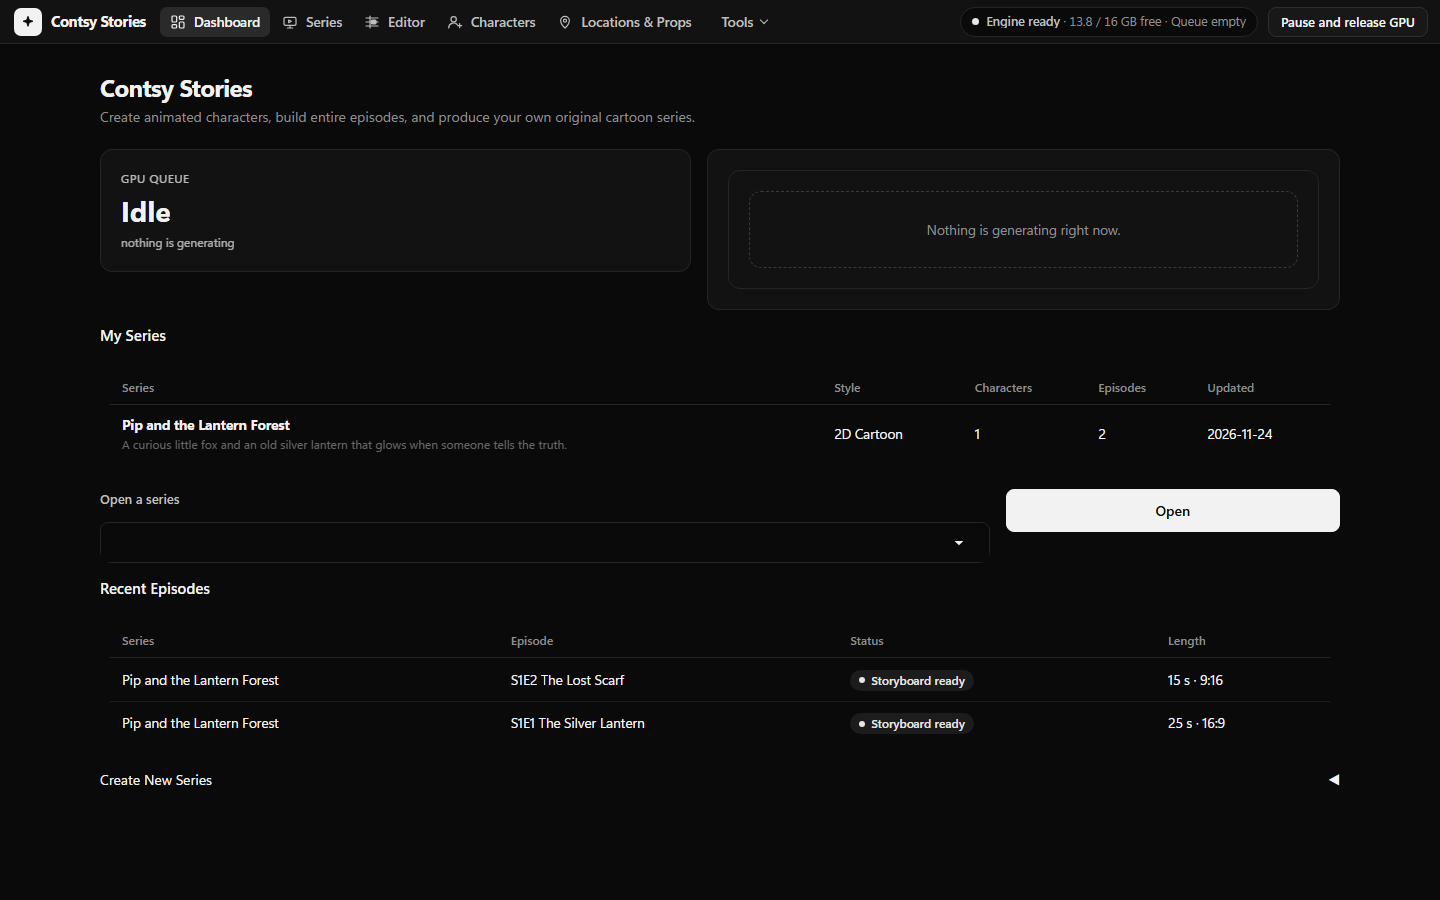 Contsy Stories
Dashboard
Series
Editor
Characters
Locations & Props
Tools
Engine ready · 13.8 / 16 GB free · Queue empty
Pause and release GPU
Contsy Stories
Create animated characters, build entire episodes, and produce your own original cartoon series.
GPU QUEUE
Idle
nothing is generating
Nothing is generating right now.
My Series
Series Style Characters Episodes Updated
Pip and the Lantern Forest
A curious little fox and an old silver lantern that glows when someone tells the truth.
2D Cartoon 1 2 2026-11-24
Open a series
Open
Recent Episodes
Series Episode Status Length
Pip and the Lantern Forest S1E2 The Lost Scarf Storyboard ready 15 s · 9:16
Pip and the Lantern Forest S1E1 The Silver Lantern Storyboard ready 25 s · 16:9
Create New Series